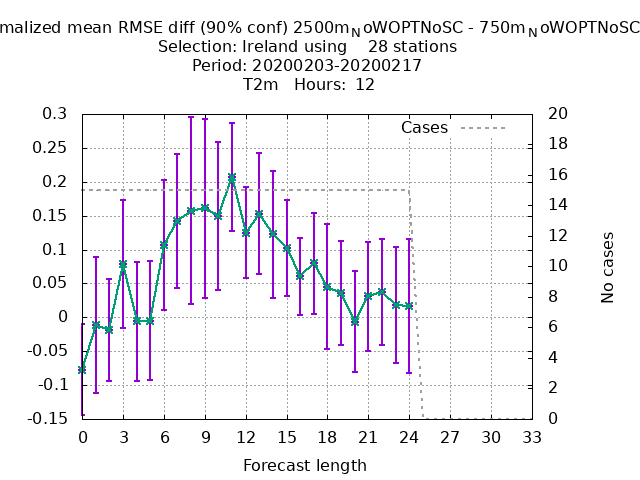 malized mean RMSE diff (90% conf) 2500mNoWOPTNoSC - 750mNoWOPTNoSC
Selection: Ireland using 28 stations
Period: 20200203-20200217
T2m Hours: 12
Cases
0.3
0.25
0.2
0.15
0.1
0.05
0
-0.05
-0.1
-0.15
20
18
16
14
12
10
8
6
4
2
0
No cases
0 3 6 9 12 15 18 21 24 27 30 33
Forecast length